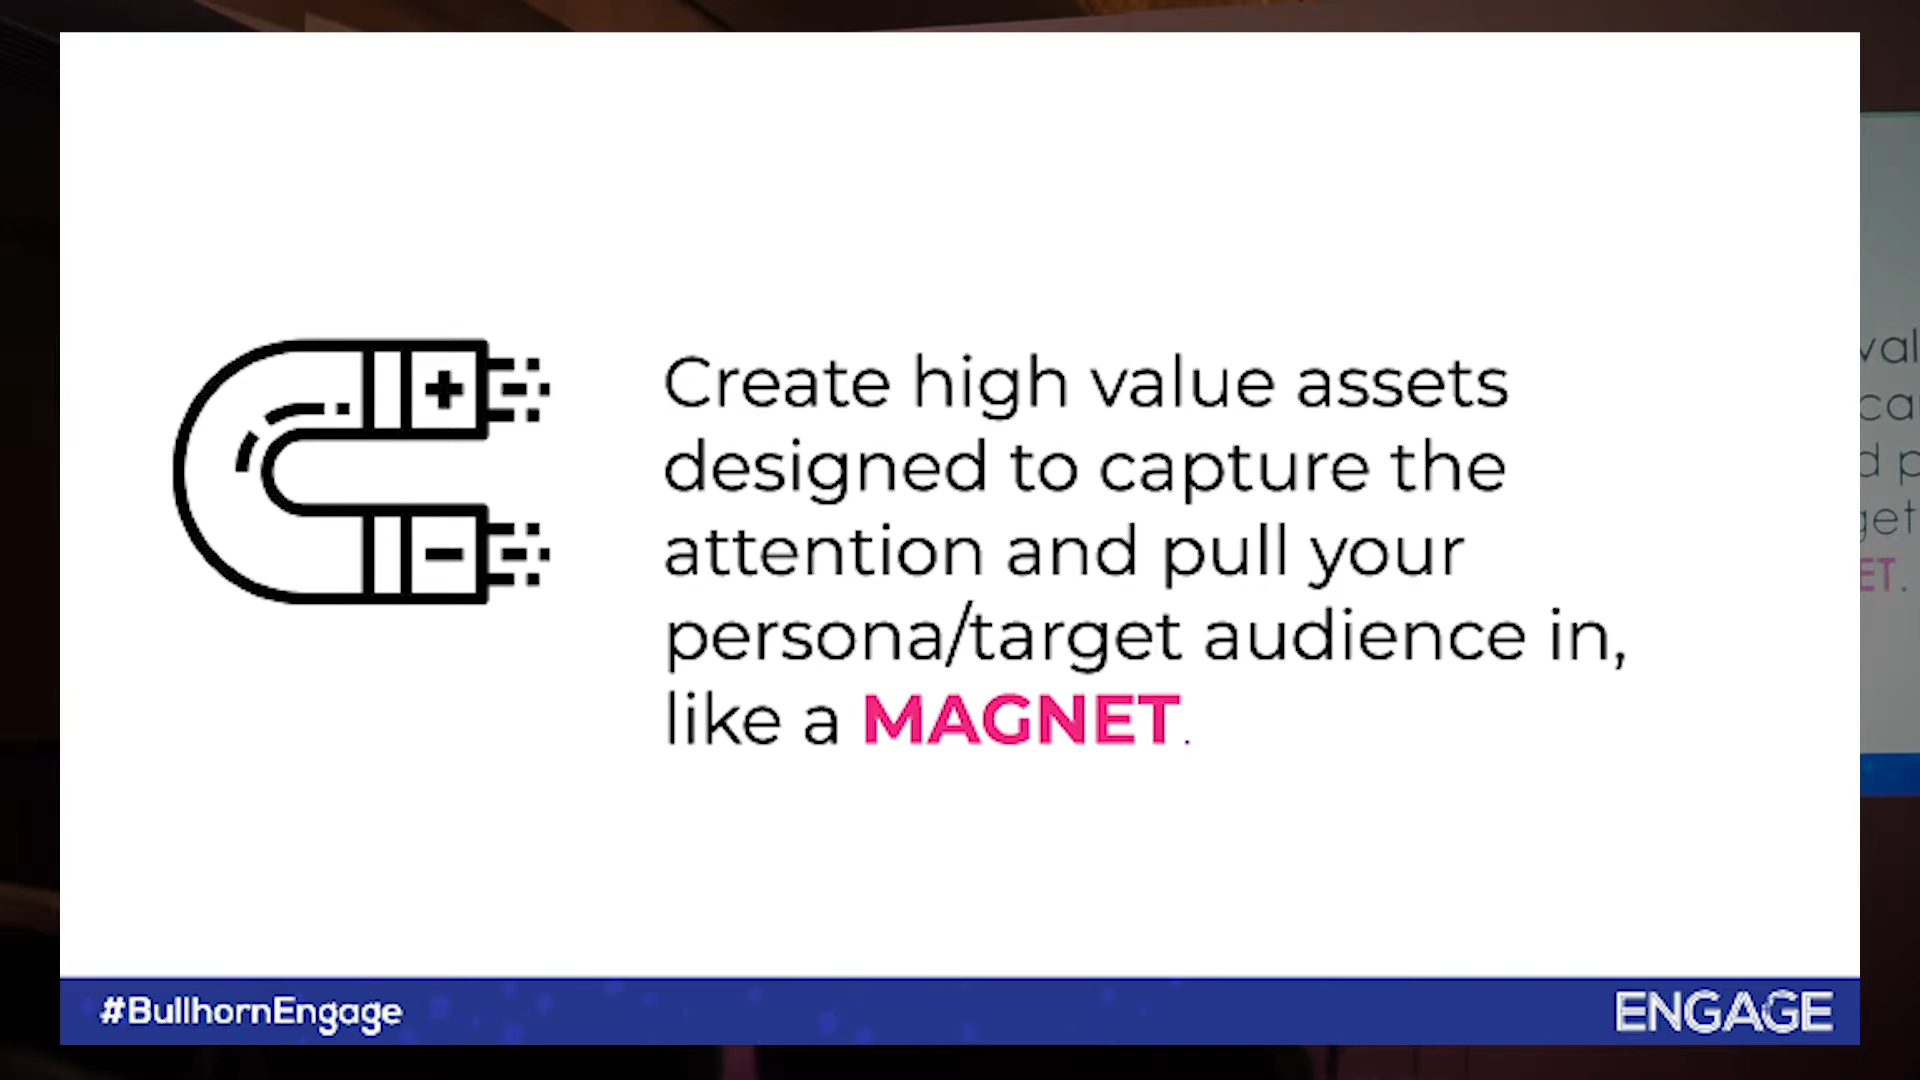 Create high value assets
designed to capture the
attention and pull your
persona/target audience in,
like a MAGNET.
#BullhornEngage
ENGAGE